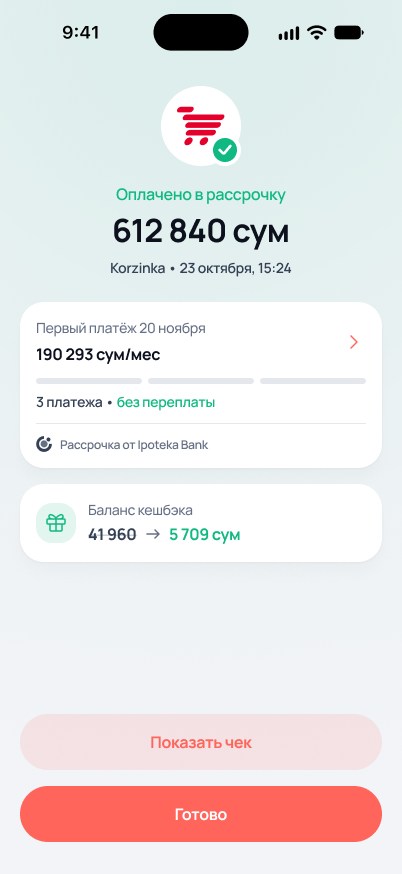 9:41
Оплачено в рассрочку
612 840 сум
Korzinka • 23 октября, 15:24
Первый платёж 20 ноября
190 293 сум/мес
3 платежа • без переплаты
Рассрочка от Ipoteka Bank
Баланс кешбэка
41 960 → 5 709 сум
Показать чек
Готово